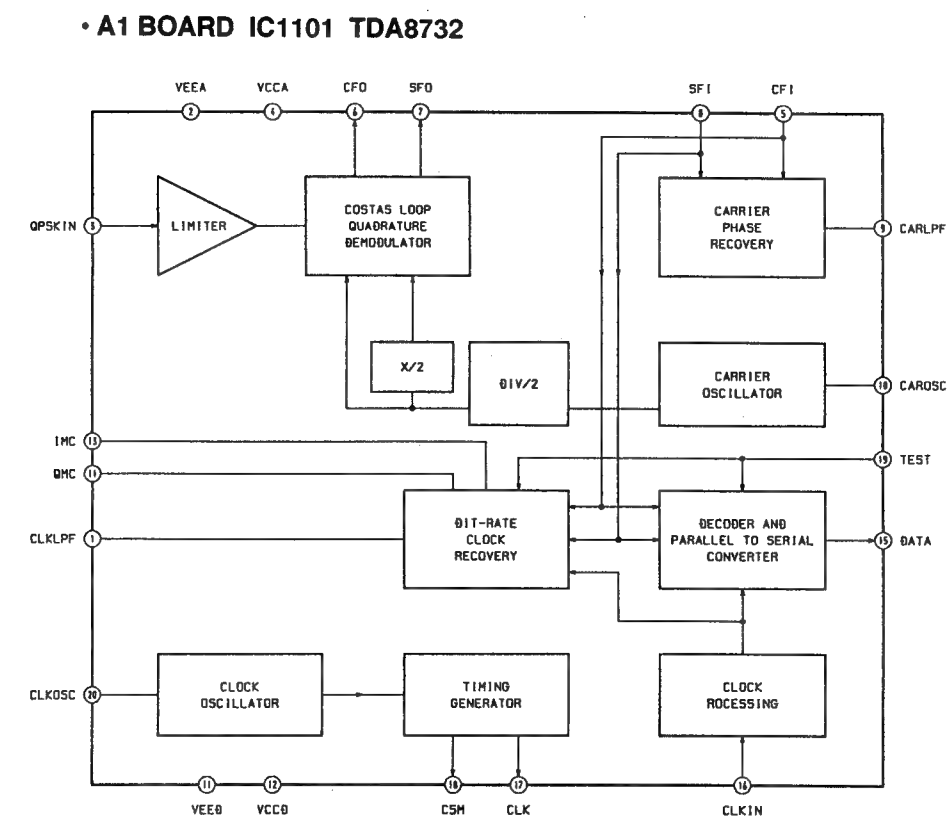 • A1 BOARD IC1101 TDA8732
VEEA VCCA CFO SFO SFI CFI
2 4 6 7 8 5
QPSKIN 3
LIMITER
COSTAS LOOP
QUADRATURE
DEMODULATOR
CARRIER
PHASE
RECOVERY
9 CARLPF
X/2
DIV/2
CARRIER
OSCILLATOR
10 CAROSC
IMC 13
QMC 14
19 TEST
CLKLPF 1
BIT-RATE
CLOCK
RECOVERY
DECODER AND
PARALLEL TO SERIAL
CONVERTER
15 DATA
CLKOSC 20
CLOCK
OSCILLATOR
TIMING
GENERATOR
CLOCK
ROCESSING
11 12 18 17 16
VEED VCCD CSM CLK CLKIN